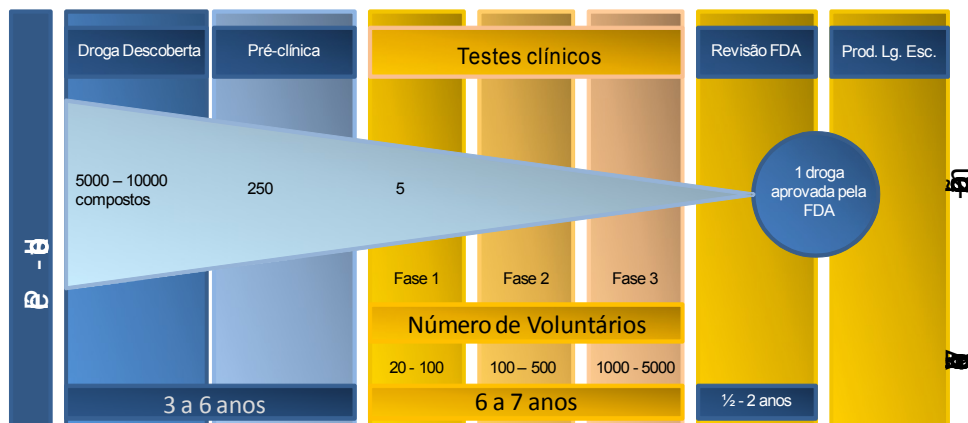 Droga Descoberta
Pré-clínica
Testes clínicos
Revisão FDA
Prod. Lg. Esc.
5000 – 10000
compostos
250
5
1 droga
aprovada pela
FDA
Fase 1
Fase 2
Fase 3
Número de Voluntários
20 - 100
100 – 500
1000 - 5000
3 a 6 anos
6 a 7 anos
½ - 2 anos